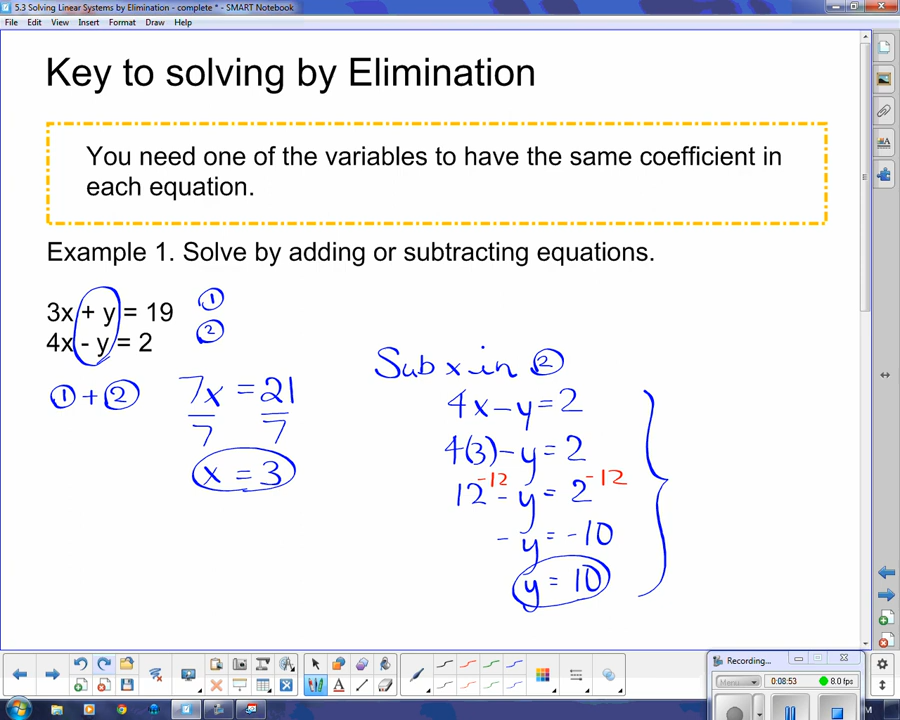 5.3 Solving Linear Systems by Elimination - complete * - SMART Notebook
File Edit View Insert Format Draw Help
Key to solving by Elimination
You need one of the variables to have the same coefficient in
each equation.
Example 1. Solve by adding or subtracting equations.
3x + y = 19 ①
4x - y = 2 ②
① + ② 7x = 21
7 7
x = 3
Sub x in ②
4x - y = 2
4(3) - y = 2
12 -12 - y = 2 -12
- y = -10
y = 10
Recording...
Menu 0:08:53 8.0 fps